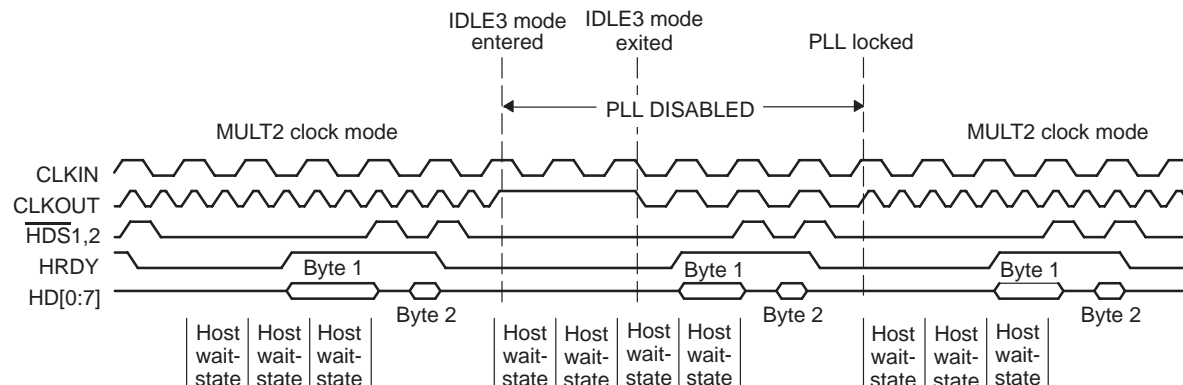 IDLE3 mode
entered
IDLE3 mode
exited
PLL locked
PLL DISABLED
MULT2 clock mode
MULT2 clock mode
CLKIN
CLKOUT
HDS1,2
HRDY
Byte 1
Byte 1
Byte 1
HD[0:7]
Byte 2
Byte 2
Byte 2
Host
wait-
state
Host
wait-
state
Host
wait-
state
Host
wait-
state
Host
wait-
state
Host
wait-
state
Host
wait-
state
Host
wait-
state
Host
wait-
state
Host
wait-
state